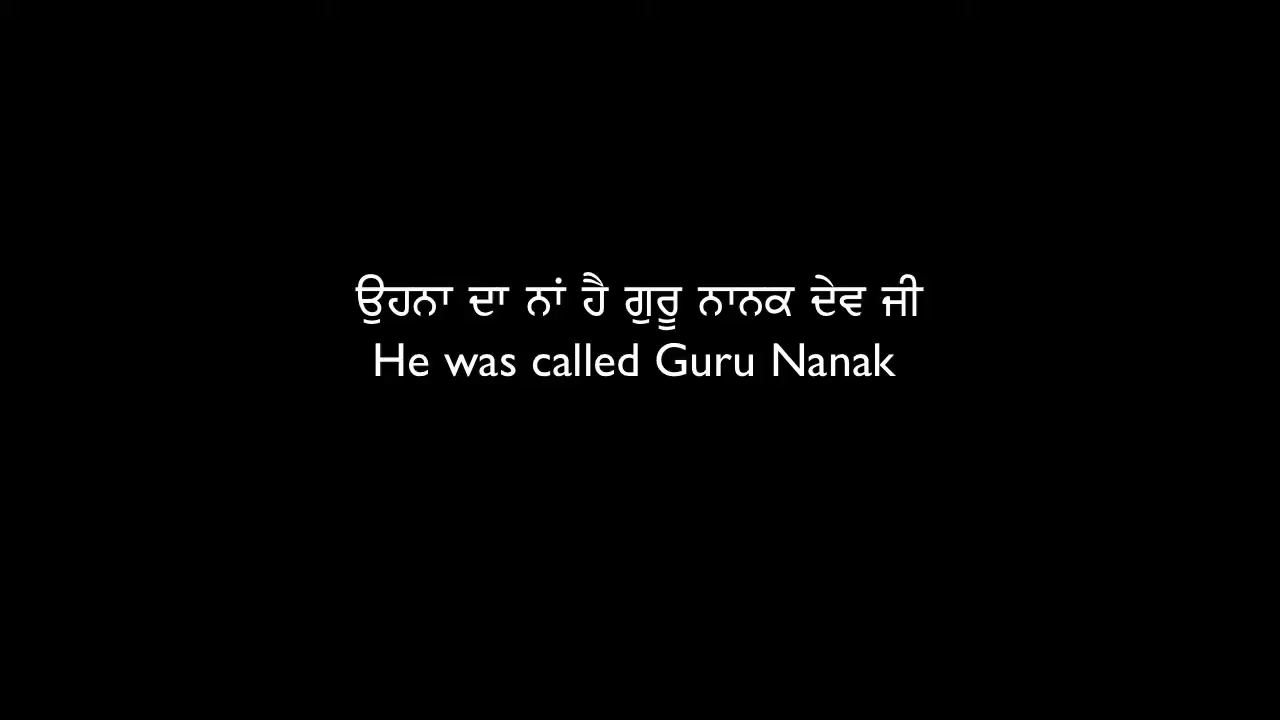 ਉਹਨਾ ਦਾ ਨਾਂ ਹੈ ਗੁਰੂ ਨਾਨਕ ਦੇਵ ਜੀ
He was called Guru Nanak